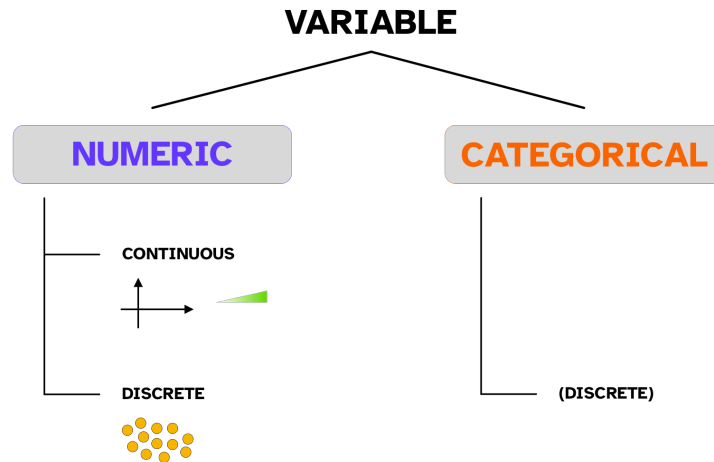 VARIABLE
NUMERIC
CATEGORICAL
CONTINUOUS
DISCRETE
(DISCRETE)